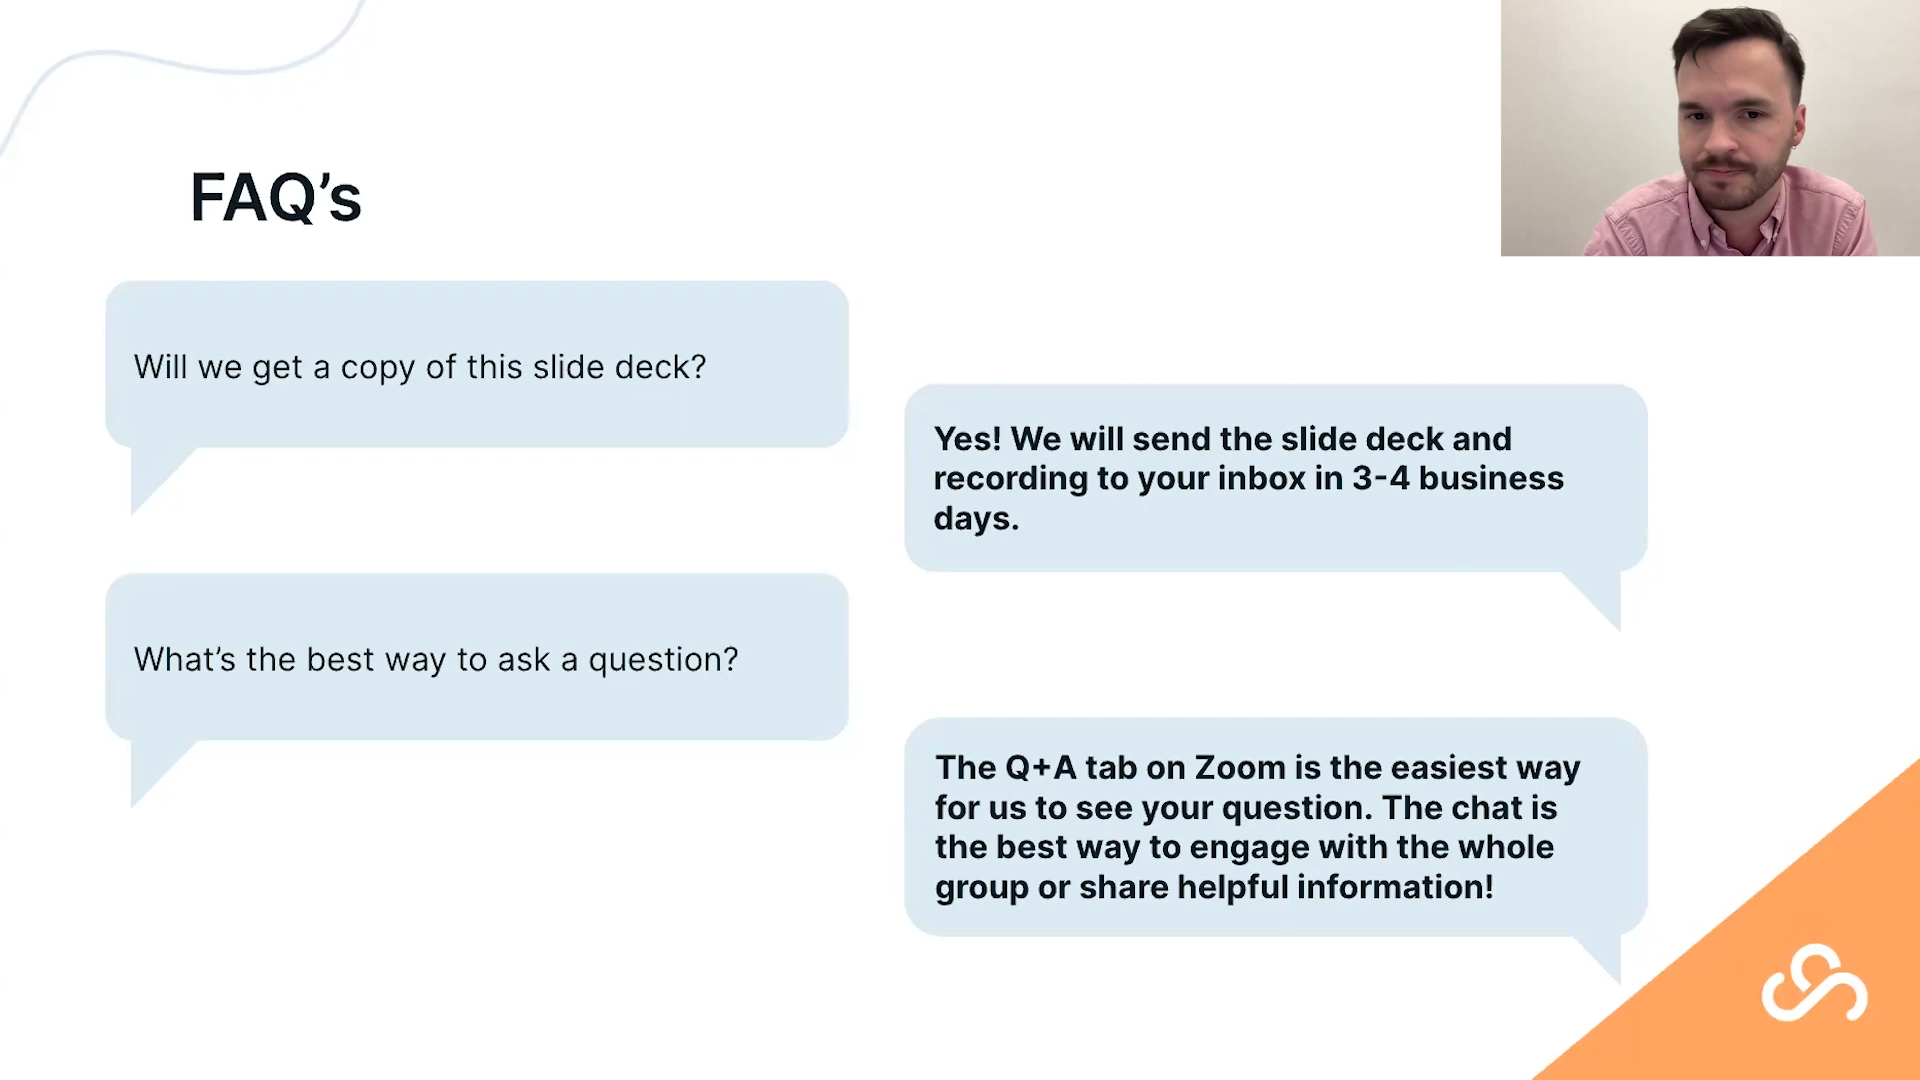 FAQ’s
Will we get a copy of this slide deck?
Yes! We will send the slide deck and
recording to your inbox in 3-4 business
days.
What’s the best way to ask a question?
The Q+A tab on Zoom is the easiest way
for us to see your question. The chat is
the best way to engage with the whole
group or share helpful information!